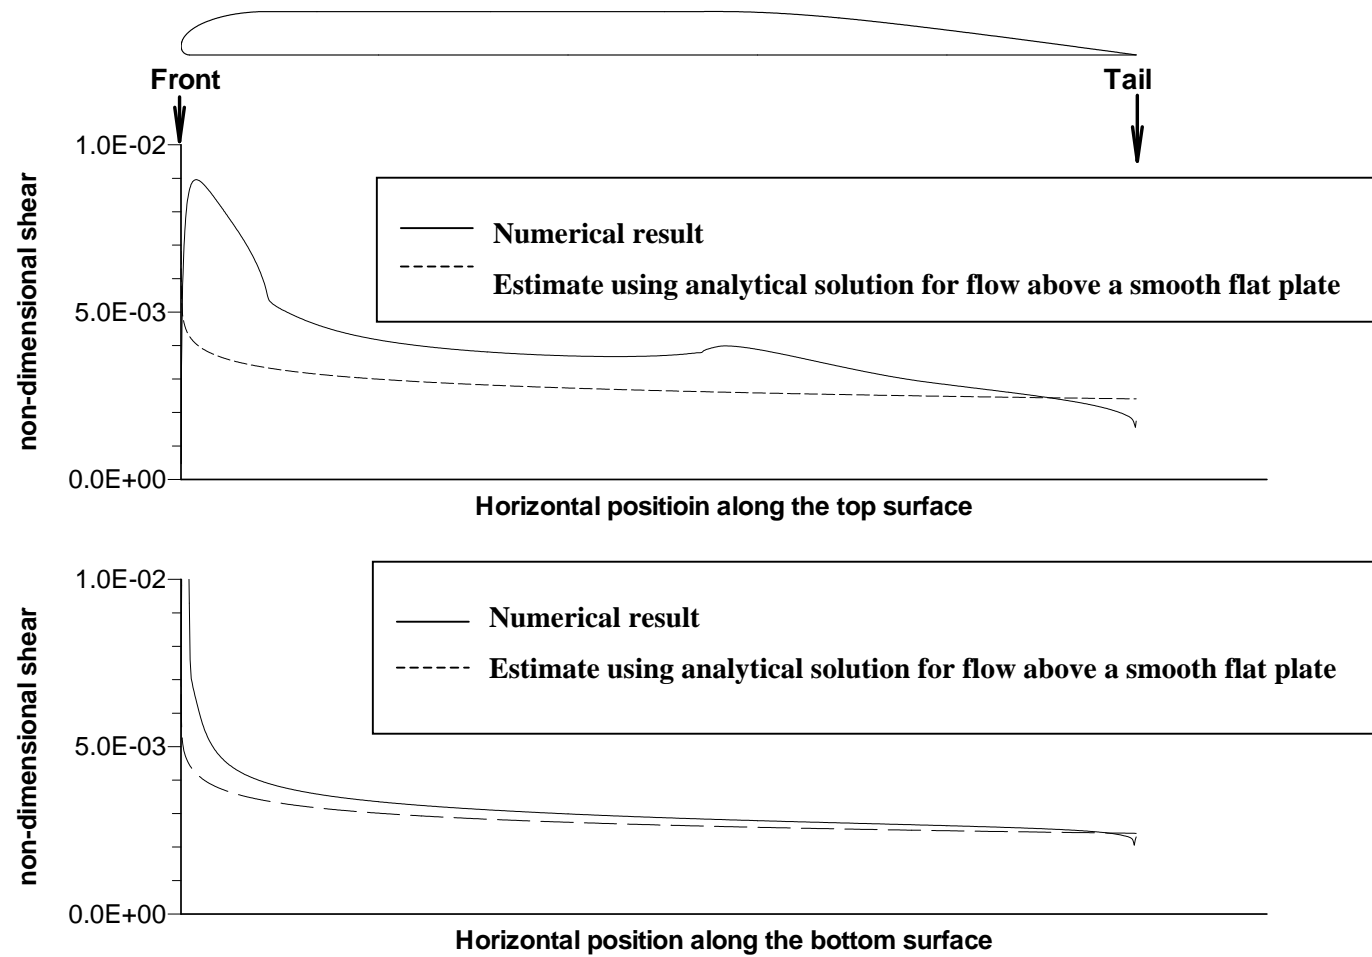 Front
Tail
1.0E-02
5.0E-03
0.0E+00
non-dimensional shear
Numerical result
Estimate using analytical solution for flow above a smooth flat plate
Horizontal positioin along the top surface
1.0E-02
5.0E-03
0.0E+00
non-dimensional shear
Numerical result
Estimate using analytical solution for flow above a smooth flat plate
Horizontal position along the bottom surface